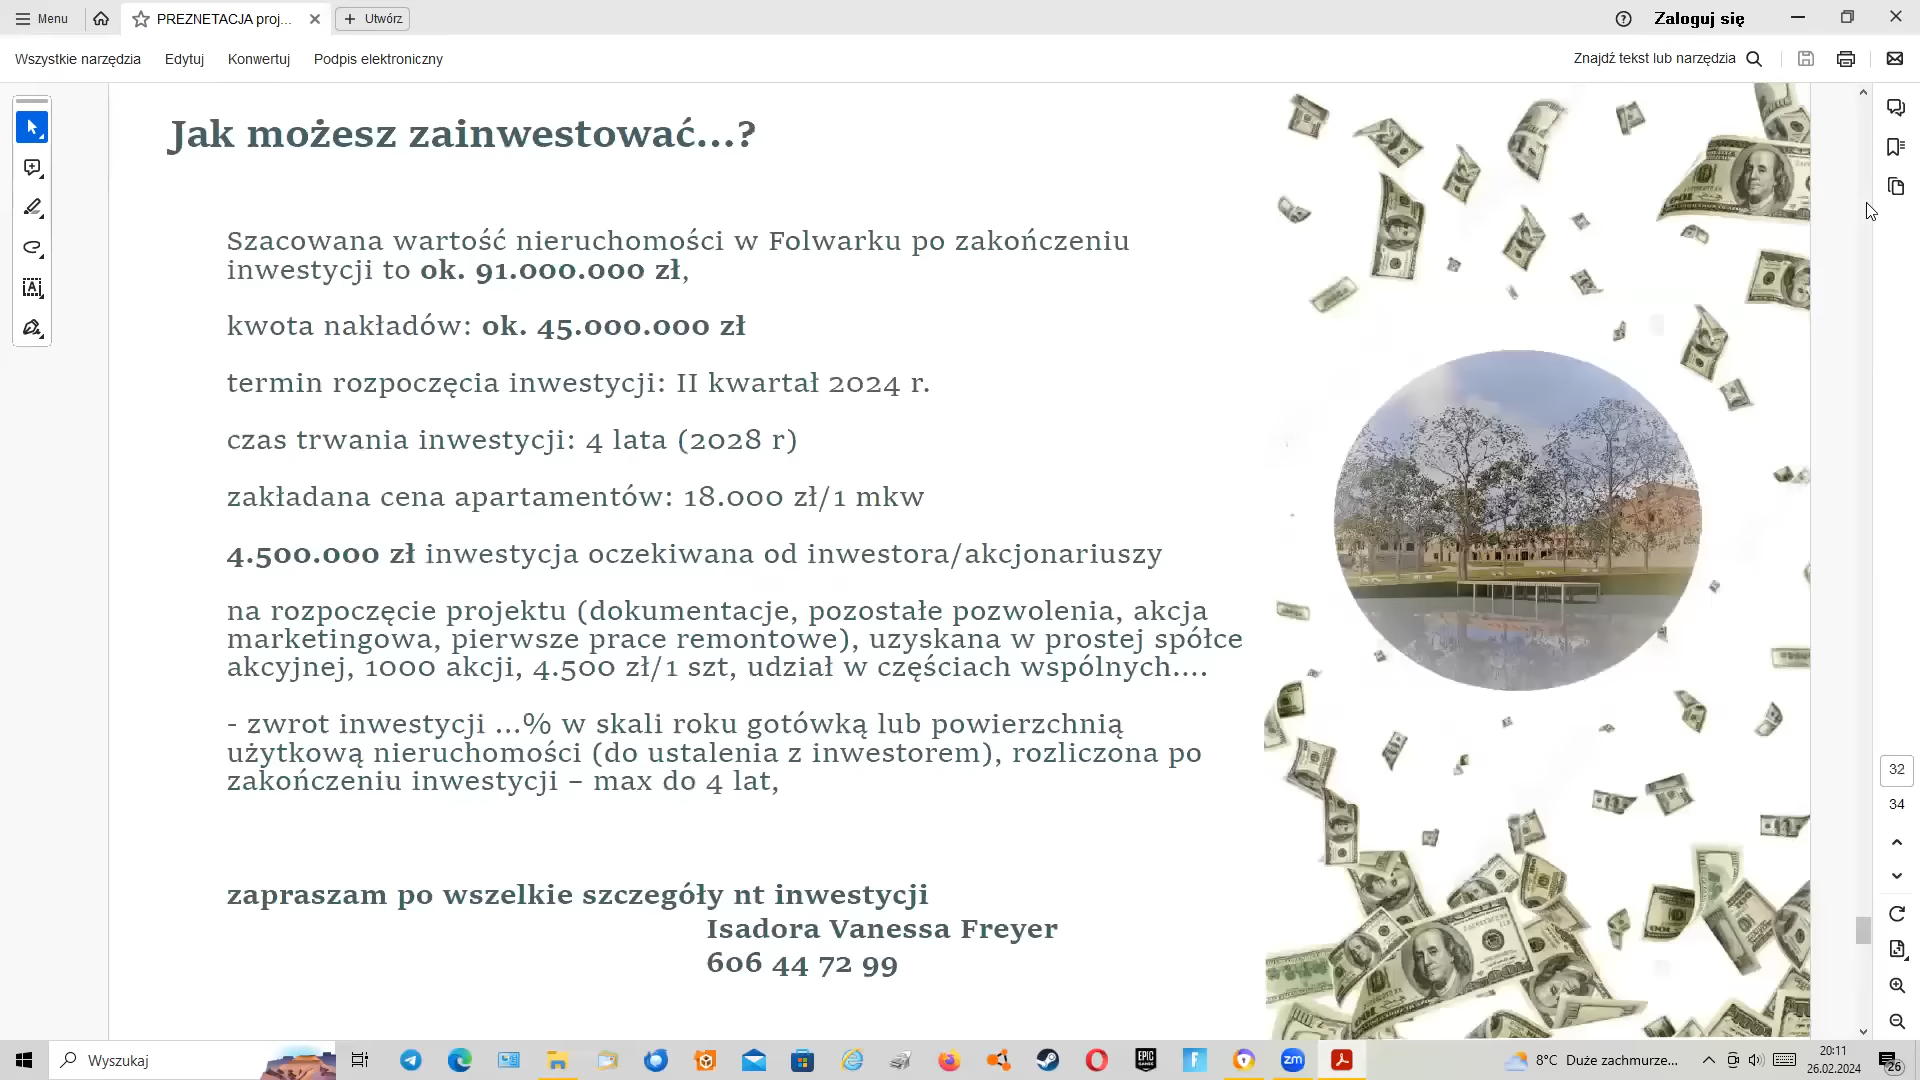 Menu
PREZNETACJA proj...
Utwórz
Zaloguj się
Wszystkie narzędzia
Edytuj
Konwertuj
Podpis elektroniczny
Znajdź tekst lub narzędzia
Jak możesz zainwestować...?
Szacowana wartość nieruchomości w Folwarku po zakończeniu
inwestycji to ok. 91.000.000 zł,
kwota nakładów: ok. 45.000.000 zł
termin rozpoczęcia inwestycji: II kwartał 2024 r.
czas trwania inwestycji: 4 lata (2028 r)
zakładana cena apartamentów: 18.000 zł/1 mkw
4.500.000 zł inwestycja oczekiwana od inwestora/akcjonariuszy
na rozpoczęcie projektu (dokumentacje, pozostałe pozwolenia, akcja
marketingowa, pierwsze prace remontowe), uzyskana w prostej spółce
akcyjnej, 1000 akcji, 4.500 zł/1 szt, udział w częściach wspólnych....
- zwrot inwestycji ...% w skali roku gotówką lub powierzchnią
użytkową nieruchomości (do ustalenia z inwestorem), rozliczona po
zakończeniu inwestycji – max do 4 lat,
zapraszam po wszelkie szczegóły nt inwestycji
Isadora Vanessa Freyer
606 44 72 99
32
34
Wyszukaj
EPIC GAMES
zm
8°C Duże zachmurze...
20:11
26.02.2024
26